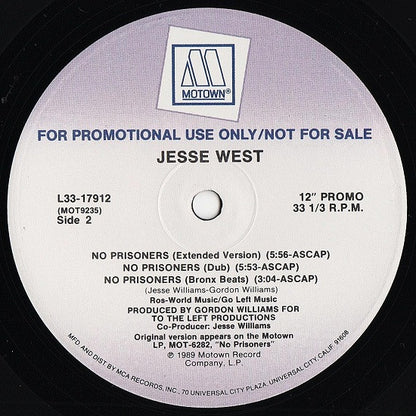 MOTOWN®
FOR PROMOTIONAL USE ONLY/NOT FOR SALE
JESSE WEST
L33-17912
(MOT9235)
Side 2
12" PROMO
33 1/3 R.P.M.
NO PRISONERS (Extended Version) (5:56-ASCAP)
NO PRISONERS (Dub) (5:53-ASCAP)
NO PRISONERS (Bronx Beats) (3:04-ASCAP)
(Jesse Williams-Gordon Williams)
Ros-World Music/Go Left Music
PRODUCED BY GORDON WILLIAMS FOR
TO THE LEFT PRODUCTIONS
Co-Producer: Jesse Williams
Original version appears on the Motown
LP, MOT-6282, "No Prisoners"
℗ 1989 Motown Record
Company, L.P.
MFD. AND DIST. BY MCA RECORDS, INC., 70 UNIVERSAL CITY PLAZA, UNIVERSAL CITY, CALIF. 91608